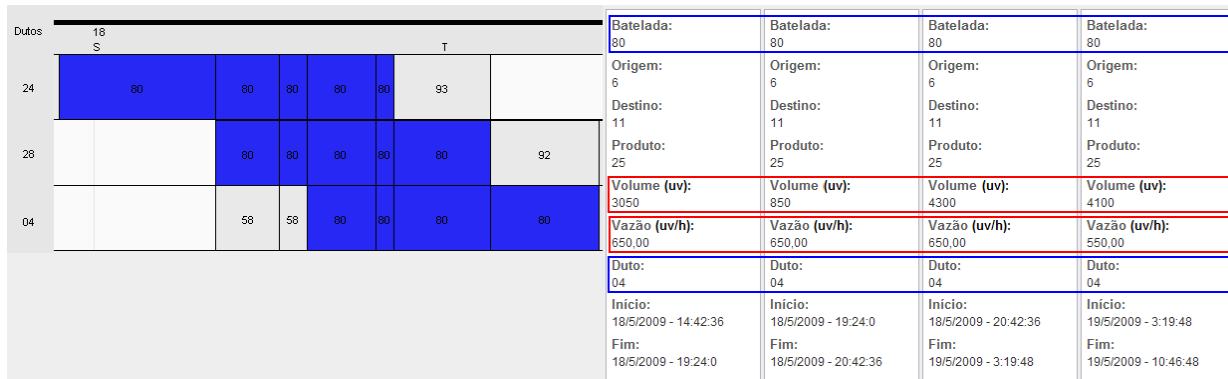 Dutos 18
S T
24 80 80 80 80 80 93
28 80 80 80 80 80 92
04 58 58 80 80 80 80
Batelada: Batelada: Batelada: Batelada:
80 80 80 80
Origem: Origem: Origem: Origem:
6 6 6 6
Destino: Destino: Destino: Destino:
11 11 11 11
Produto: Produto: Produto: Produto:
25 25 25 25
Volume (uv): Volume (uv): Volume (uv): Volume (uv):
3050 850 4300 4100
Vazão (uv/h): Vazão (uv/h): Vazão (uv/h): Vazão (uv/h):
650,00 650,00 650,00 550,00
Duto: Duto: Duto: Duto:
04 04 04 04
Início: Início: Início: Início:
18/5/2009 - 14:42:36 18/5/2009 - 19:24:0 18/5/2009 - 20:42:36 19/5/2009 - 3:19:48
Fim: Fim: Fim: Fim:
18/5/2009 - 19:24:0 18/5/2009 - 20:42:36 19/5/2009 - 3:19:48 19/5/2009 - 10:46:48